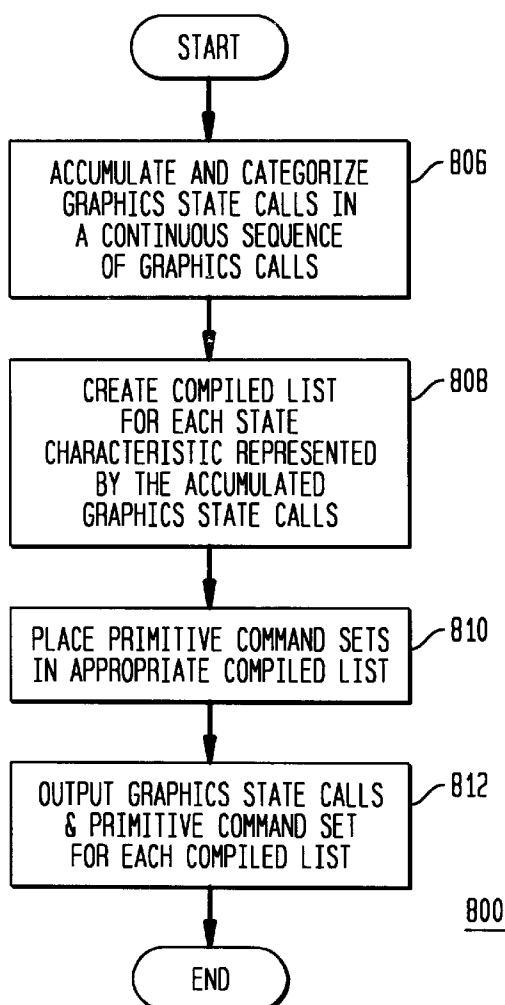 START
ACCUMULATE AND CATEGORIZE
GRAPHICS STATE CALLS IN
A CONTINUOUS SEQUENCE
OF GRAPHICS CALLS
806
CREATE COMPILED LIST
FOR EACH STATE
CHARACTERISTIC REPRESENTED
BY THE ACCUMULATED
GRAPHICS STATE CALLS
808
PLACE PRIMITIVE COMMAND SETS
IN APPROPRIATE COMPILED LIST
810
OUTPUT GRAPHICS STATE CALLS
& PRIMITIVE COMMAND SET
FOR EACH COMPILED LIST
812
800
END